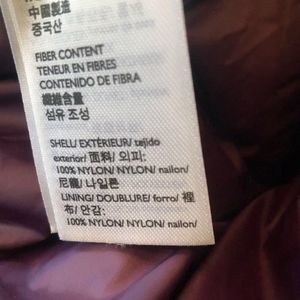 中國製造
중국산
FIBER CONTENT
TENEUR EN FIBRES
CONTENIDO DE FIBRA
纖維含量
섬유 조성
SHELL/ EXTÉRIEUR/ tejido
exterior/ 面料/ 외피:
100% NYLON/ NYLON/ nailon/
尼龍/ 나일론
LINING/ DOUBLURE/ forro/ 裡
布/ 안감:
100% NYLON/ NYLON/ nailon/